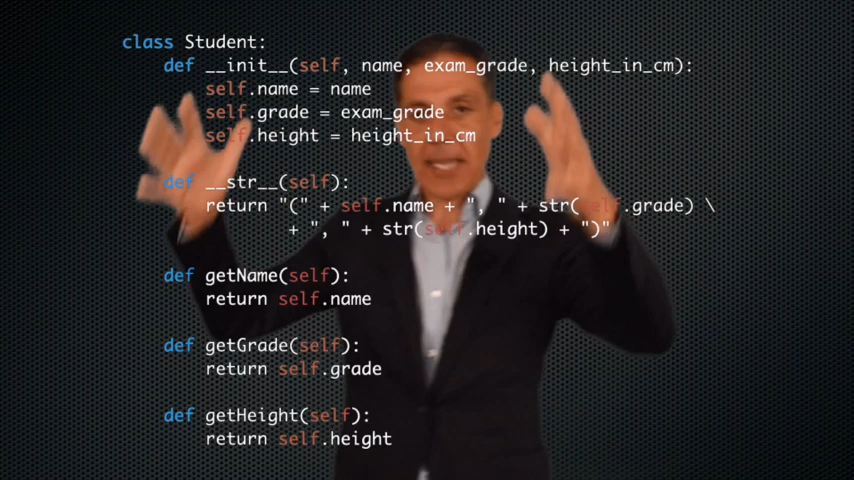 class Student:
    def __init__(self, name, exam_grade, height_in_cm):
        self.name = name
        self.grade = exam_grade
        self.height = height_in_cm
    def __str__(self):
        return "(" + self.name + ", " + str(self.grade) \
                + ", " + str(self.height) + ")"
    def getName(self):
        return self.name
    def getGrade(self):
        return self.grade
    def getHeight(self):
        return self.height